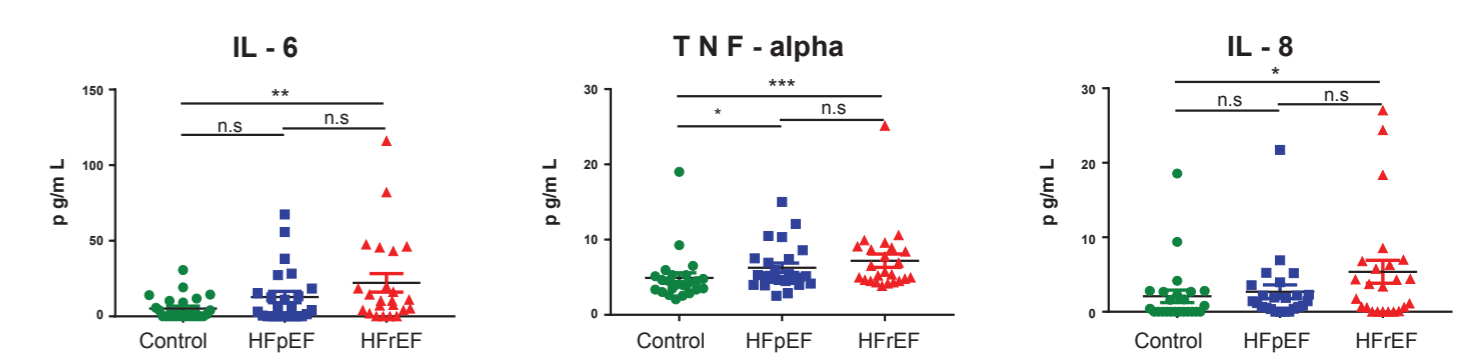 IL - 6
**
n.s
n.s
150
100
50
0
p g/m L
Control HFpEF HFrEF
T N F - alpha
***
*
n.s
30
20
10
0
p g/m L
Control HFpEF HFrEF
IL - 8
*
n.s
n.s
30
20
10
0
p g/m L
Control HFpEF HFrEF